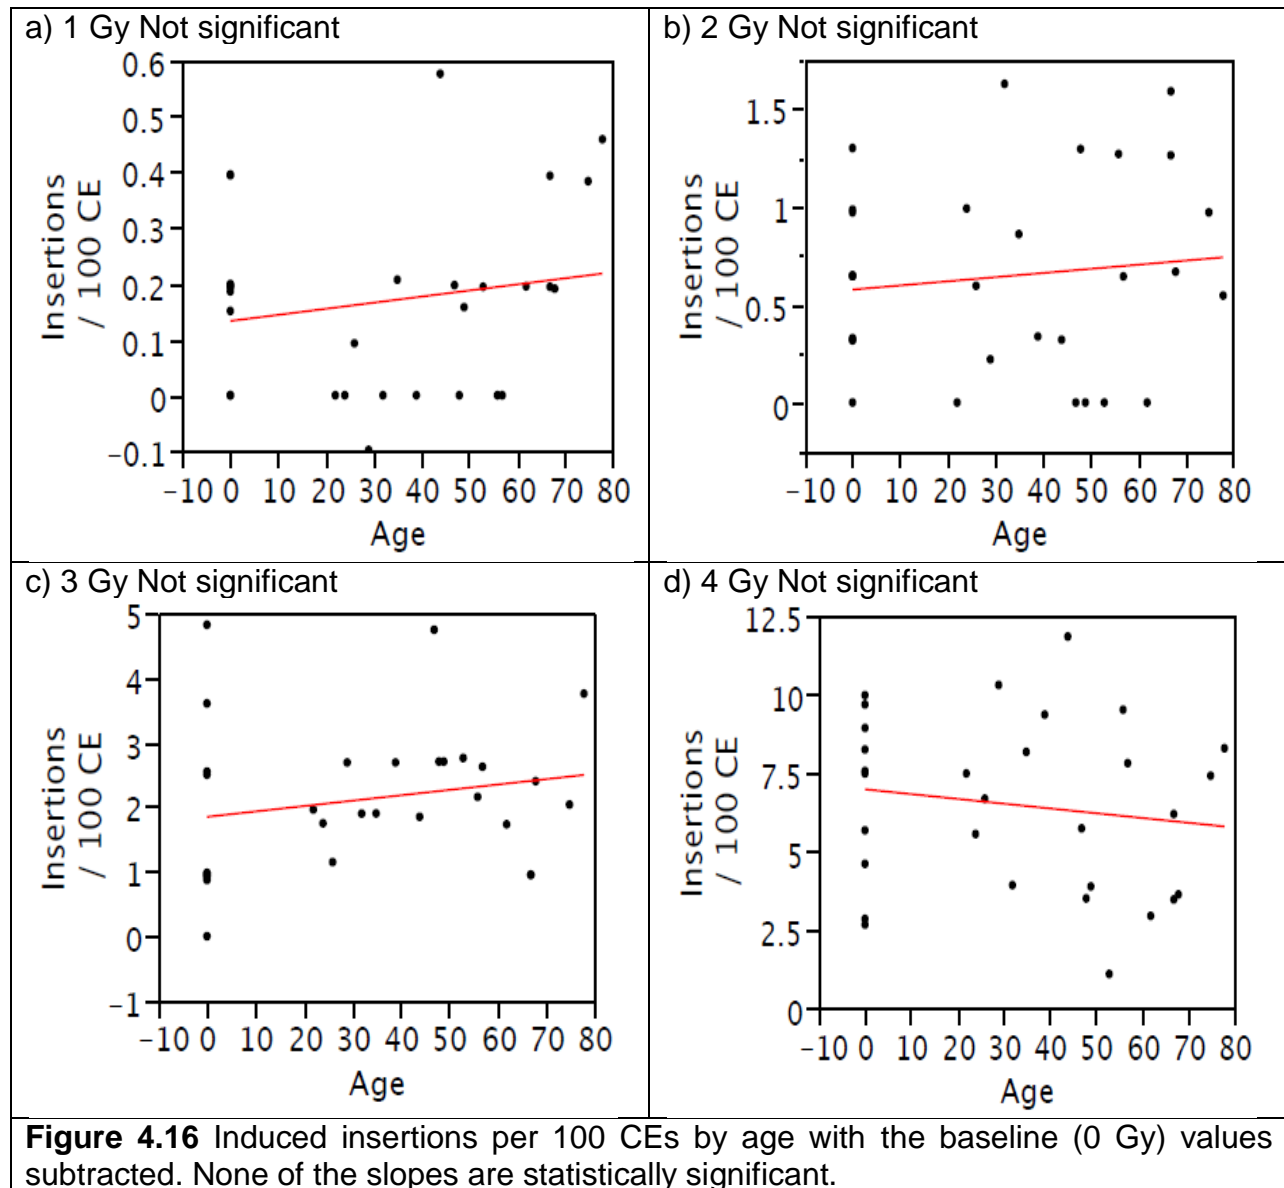 a) 1 Gy Not significant
0.6
0.5
0.4
0.3
0.2
0.1
0
−0.1
Insertions
/ 100 CE
−10 0 10 20 30 40 50 60 70 80
Age
b) 2 Gy Not significant
1.5
1
0.5
0
Insertions
/ 100 CE
−10 0 10 20 30 40 50 60 70 80
Age
c) 3 Gy Not significant
5
4
3
2
1
0
−1
Insertions
/ 100 CE
−10 0 10 20 30 40 50 60 70 80
Age
d) 4 Gy Not significant
12.5
10
7.5
5
2.5
0
Insertions
/ 100 CE
−10 0 10 20 30 40 50 60 70 80
Age
Figure 4.16 Induced insertions per 100 CEs by age with the baseline (0 Gy) values
subtracted. None of the slopes are statistically significant.